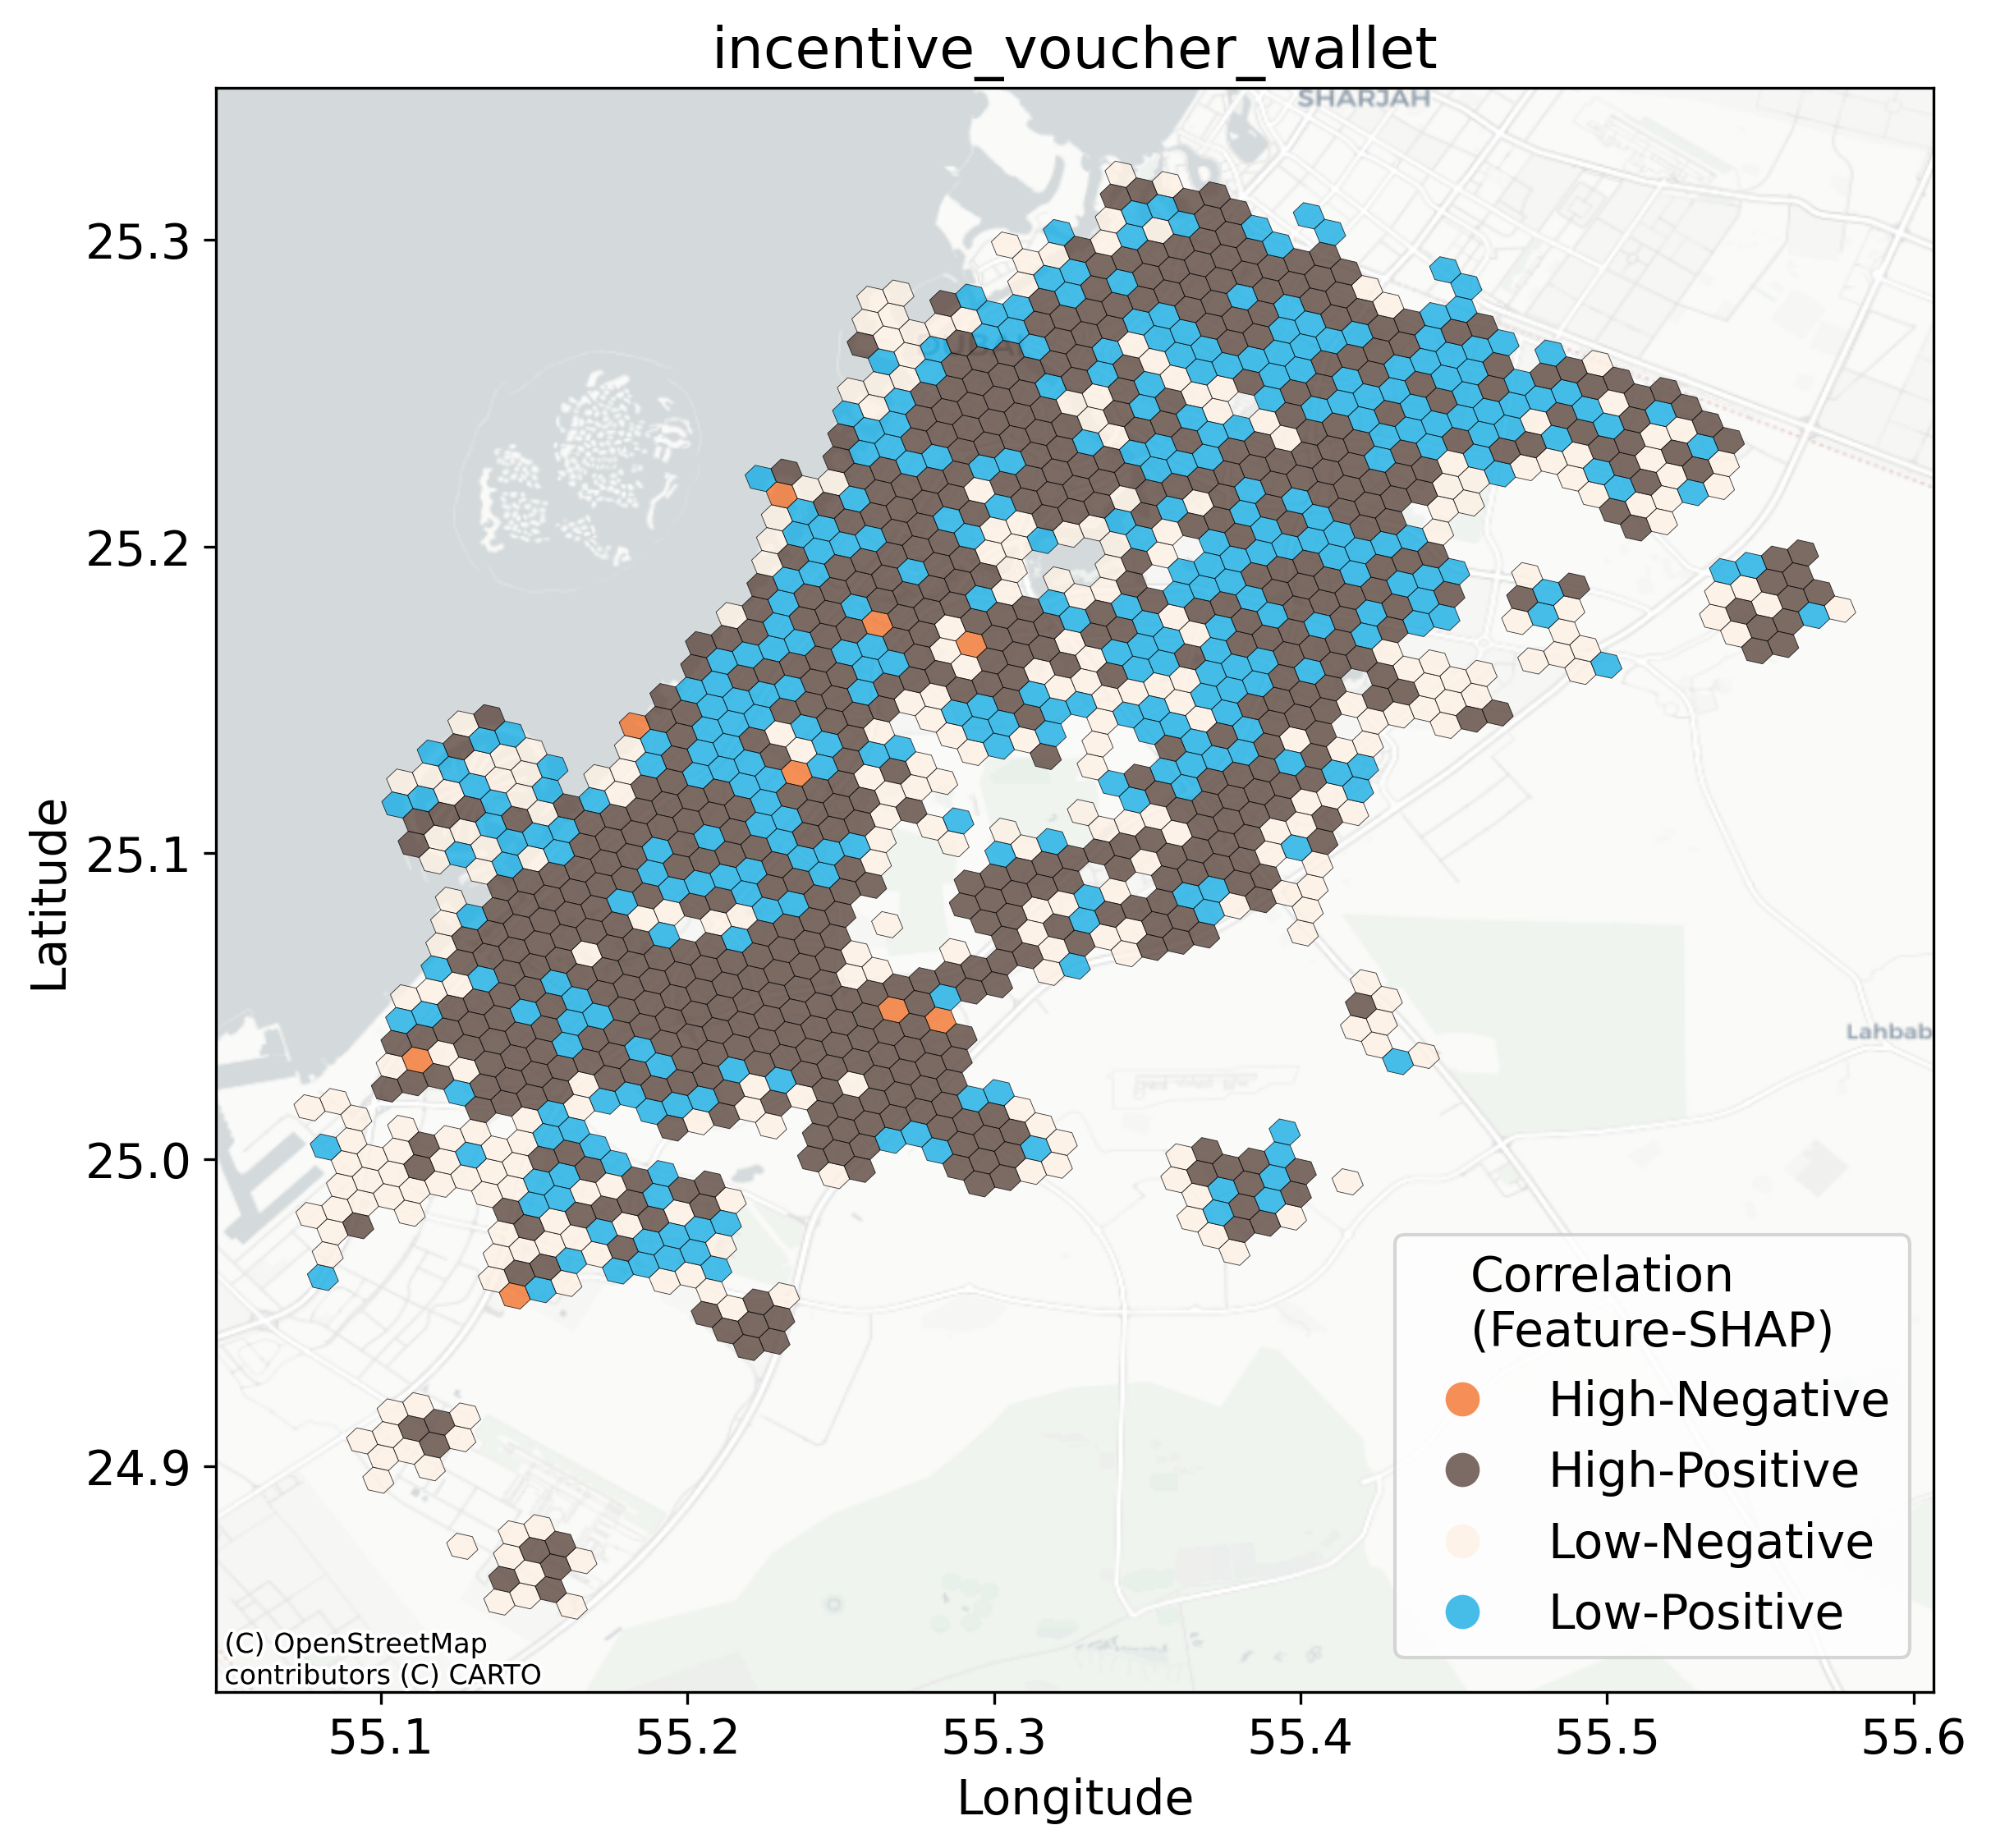 incentive_voucher_wallet
SHARJAH
DUBAI
Lahbab
25.3
25.2
25.1
25.0
24.9
Latitude
55.1 55.2 55.3 55.4 55.5 55.6
Longitude
Correlation
(Feature-SHAP)
High-Negative
High-Positive
Low-Negative
Low-Positive
(C) OpenStreetMap
contributors (C) CARTO